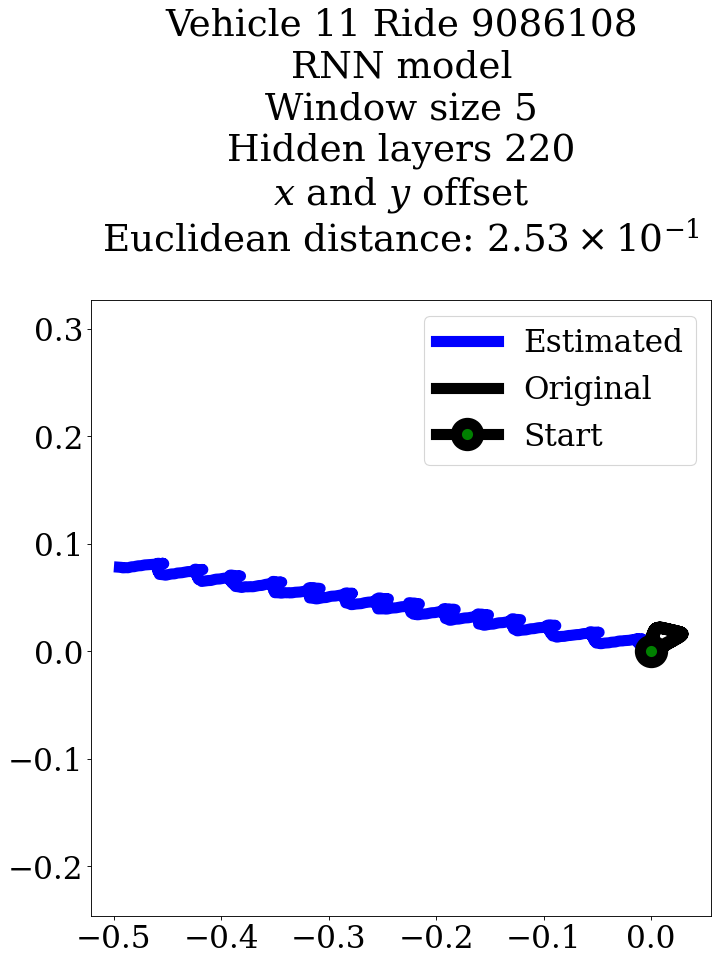 Vehicle 11 Ride 9086108
RNN model
Window size 5
Hidden layers 220
x and y offset
Euclidean distance: 2.53 × 10⁻¹
Estimated
Original
Start
0.3
0.2
0.1
0.0
−0.1
−0.2
−0.5 −0.4 −0.3 −0.2 −0.1 0.0